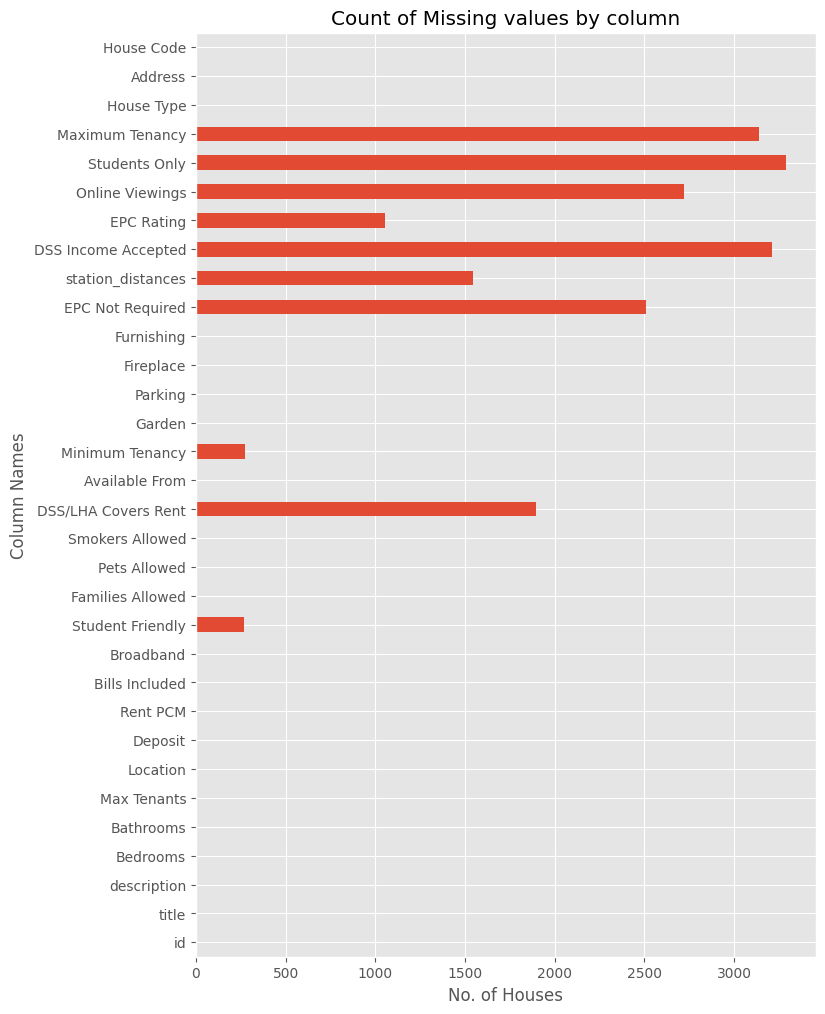 Count of Missing values by column
House Code
Address
House Type
Maximum Tenancy
Students Only
Online Viewings
EPC Rating
DSS Income Accepted
station_distances
EPC Not Required
Furnishing
Fireplace
Parking
Garden
Minimum Tenancy
Available From
DSS/LHA Covers Rent
Smokers Allowed
Pets Allowed
Families Allowed
Student Friendly
Broadband
Bills Included
Rent PCM
Deposit
Location
Max Tenants
Bathrooms
Bedrooms
description
title
id
Column Names
0 500 1000 1500 2000 2500 3000
No. of Houses